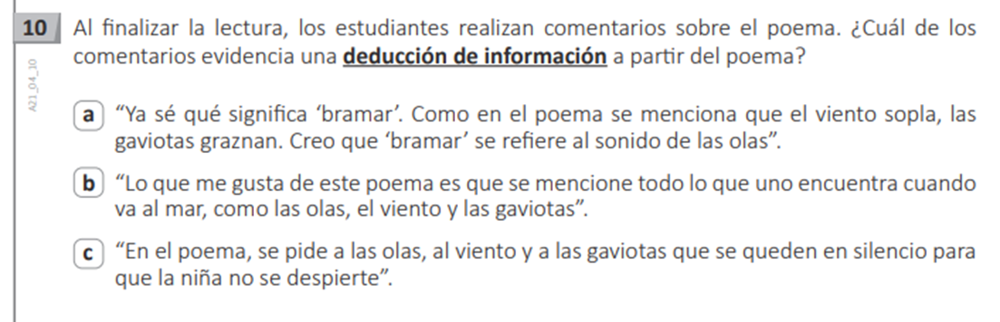 10 Al finalizar la lectura, los estudiantes realizan comentarios sobre el poema. ¿Cuál de los
comentarios evidencia una deducción de información a partir del poema?
A21_04_10
a “Ya sé qué significa ‘bramar’. Como en el poema se menciona que el viento sopla, las
gaviotas graznan. Creo que ‘bramar’ se refiere al sonido de las olas”.
b “Lo que me gusta de este poema es que se mencione todo lo que uno encuentra cuando
va al mar, como las olas, el viento y las gaviotas”.
c “En el poema, se pide a las olas, al viento y a las gaviotas que se queden en silencio para
que la niña no se despierte”.